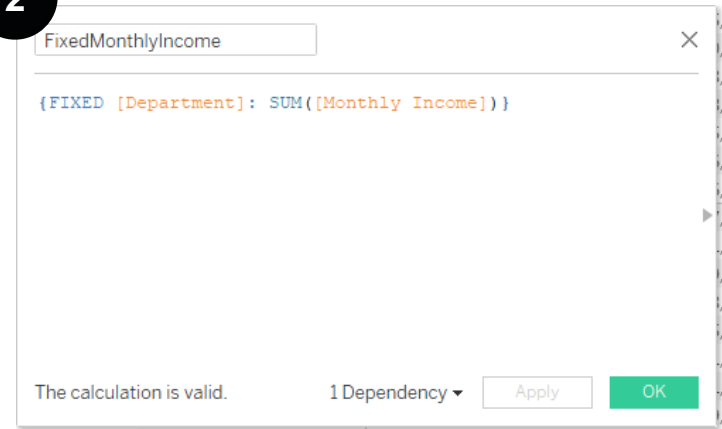 2
FixedMonthlyIncome
{FIXED [Department]: SUM([Monthly Income])}
The calculation is valid.
1 Dependency
Apply
OK